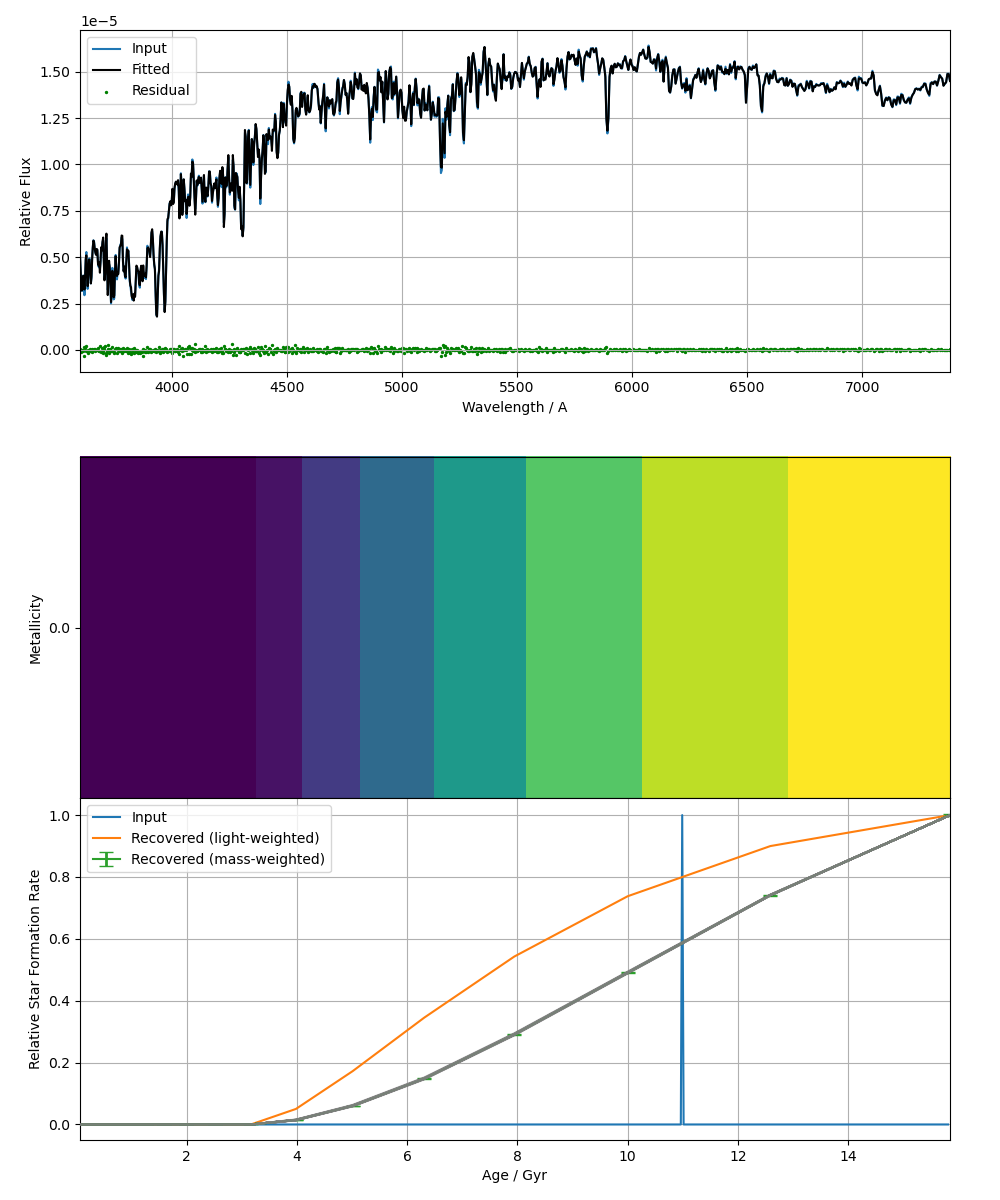 1e−5
Input
Fitted
Residual
1.50
1.25
1.00
0.75
0.50
0.25
0.00
Relative Flux
4000 4500 5000 5500 6000 6500 7000
Wavelength / A
0.0
Metallicity
Input
Recovered (light-weighted)
Recovered (mass-weighted)
1.0
0.8
0.6
0.4
0.2
0.0
Relative Star Formation Rate
2 4 6 8 10 12 14
Age / Gyr